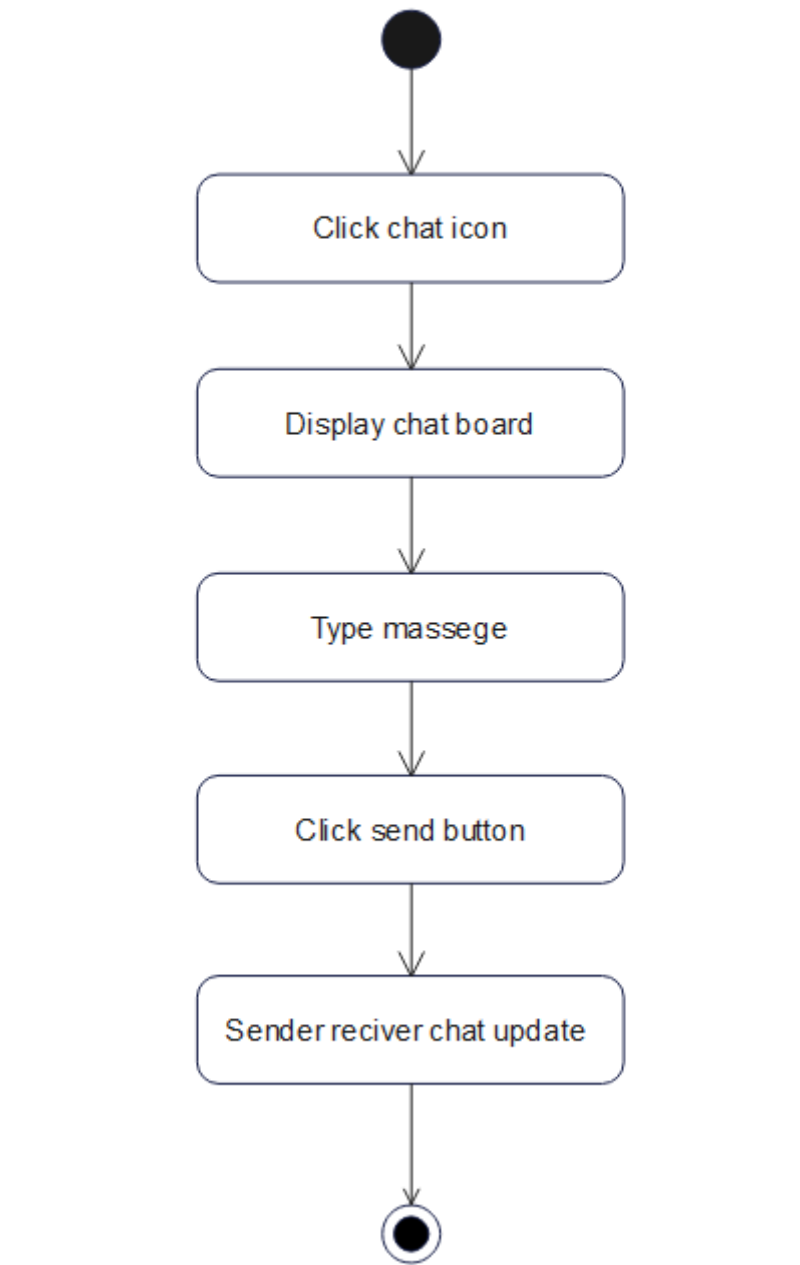 Click chat icon
Display chat board
Type massege
Click send button
Sender reciver chat update